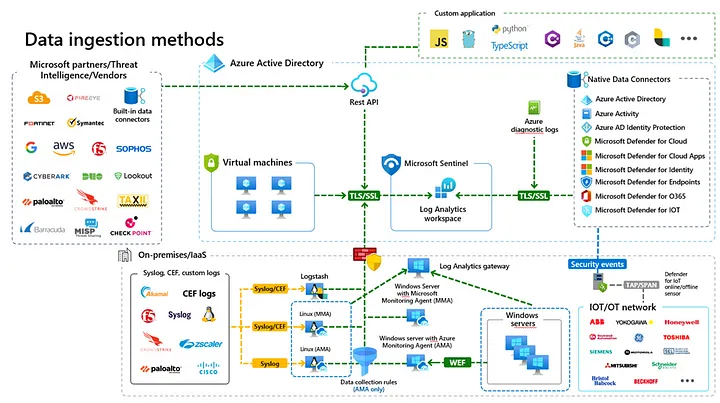 Data ingestion methods
Custom application
JS
python
TypeScript
Microsoft partners/Threat
Intelligence/Vendors
S3
FIREEYE
Built-in data
connectors
FORTINET
Symantec
aws
SOPHOS
CYBERARK
DUO
Lookout
paloalto
CROWDSTRIKE
TAXII
Barracuda
MISP
Threat Sharing
CHECK POINT
Azure Active Directory
Rest API
Azure
diagnostic logs
Virtual machines
Microsoft Sentinel
Log Analytics
workspace
TLS/SSL
TLS/SSL
Native Data Connectors
Azure Active Directory
Azure Activity
Azure AD Identity Protection
Microsoft Defender for Cloud
Microsoft Defender for Cloud Apps
Microsoft Defender for Identity
Microsoft Defender for Endpoints
Microsoft Defender for O365
Microsoft Defender for IOT
On-premises/IaaS
Syslog, CEF, custom logs
Akamai
CEF logs
Syslog
CROWDSTRIKE
zscaler
paloalto
CISCO
Syslog/CEF
Syslog/CEF
Syslog
Logstash
Linux (MMA)
Linux (AMA)
Log Analytics gateway
Windows Server
with Microsoft
Monitoring Agent (MMA)
Windows server with Azure
Monitoring Agent (AMA)
Data collection rules
(AMA only)
WEF
Windows
servers
Security events
TAP/SPAN
Defender
for IoT
online/offline
sensor
IOT/OT network
ABB
YOKOGAWA
Honeywell
TOSHIBA
SIEMENS
MOTOROLA
MITSUBISHI
Schneider
Electric
Bristol
Babcock
BECKHOFF